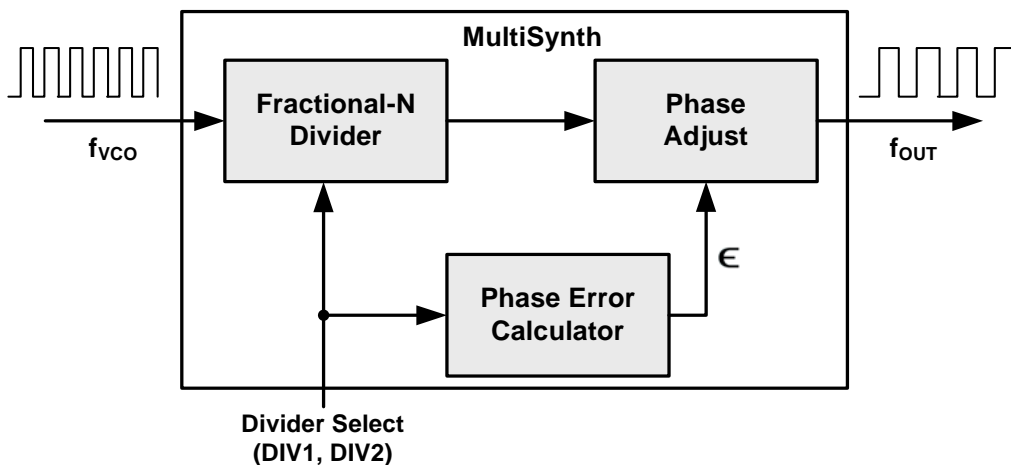 MultiSynth
Fractional-N
Divider
Phase
Adjust
fVCO
fOUT
ϵ
Phase Error
Calculator
Divider Select
(DIV1, DIV2)